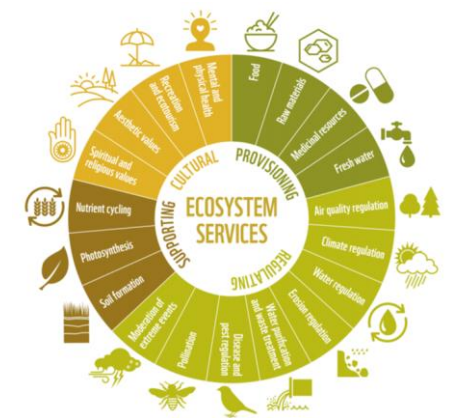 ECOSYSTEM
SERVICES
PROVISIONING
Food
Raw materials
Medicinal resources
Fresh water
REGULATING
Air quality regulation
Climate regulation
Water regulation
Erosion regulation
Water purification
and waste treatment
Disease and
pest regulation
Pollination
Moderation of
extreme events
SUPPORTING
Soil formation
Photosynthesis
Nutrient cycling
CULTURAL
Spiritual and
religious values
Aesthetic values
Recreation
and ecotourism
Mental and
physical health